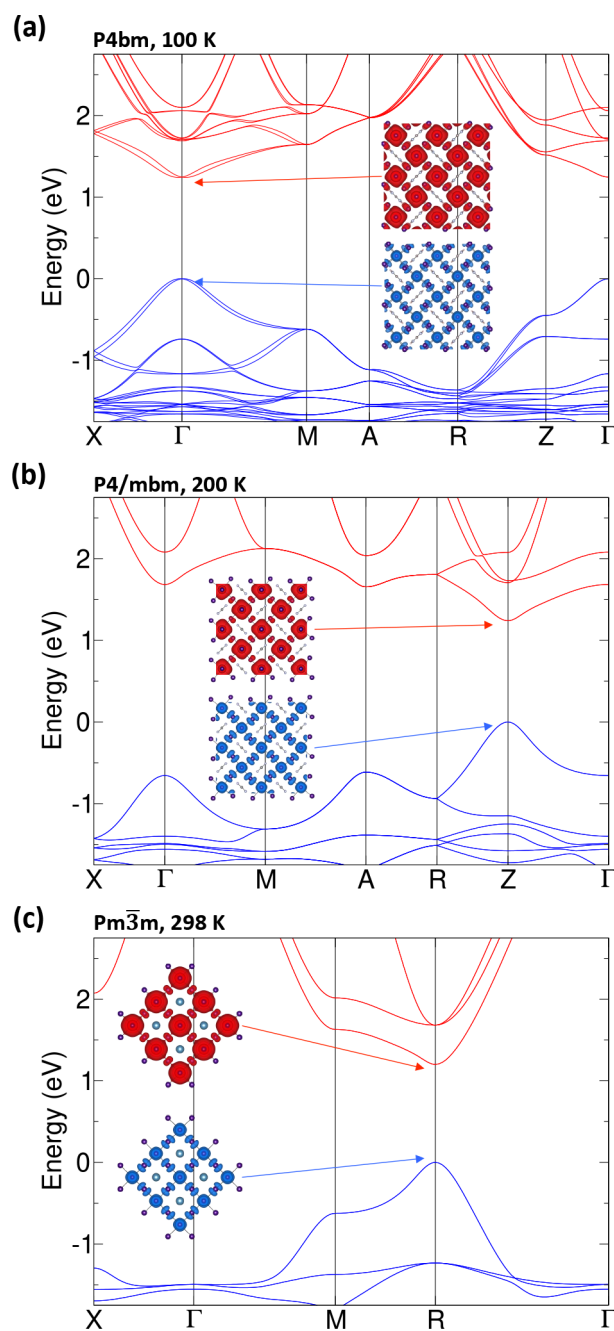 (a)
P4bm, 100 K
Energy (eV)
2
1
0
-1
X Γ M A R Z Γ
(b)
P4/mbm, 200 K
Energy (eV)
2
1
0
-1
X Γ M A R Z Γ
(c)
Pm3̅m, 298 K
Energy (eV)
2
1
0
-1
X Γ M R Γ